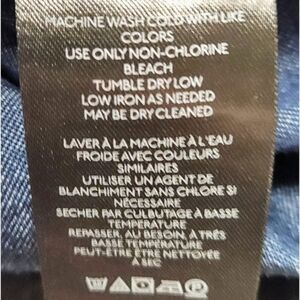 MACHINE WASH COLD WITH LIKE
COLORS
USE ONLY NON-CHLORINE
BLEACH
TUMBLE DRY LOW
LOW IRON AS NEEDED
MAY BE DRY CLEANED
LAVER À LA MACHINE À L'EAU
FROIDE AVEC COULEURS
SIMILAIRES
UTILISER UN AGENT DE
BLANCHIMENT SANS CHLORE SI
NÉCESSAIRE
SECHER PAR CULBUTAGE À BASSE
TEMPERATURE
REPASSER, AU BESOIN, À TRÈS
BASSE TEMPÉRATURE
PEUT-ÊTRE ÊTRE NETTOYÉE
À SEC